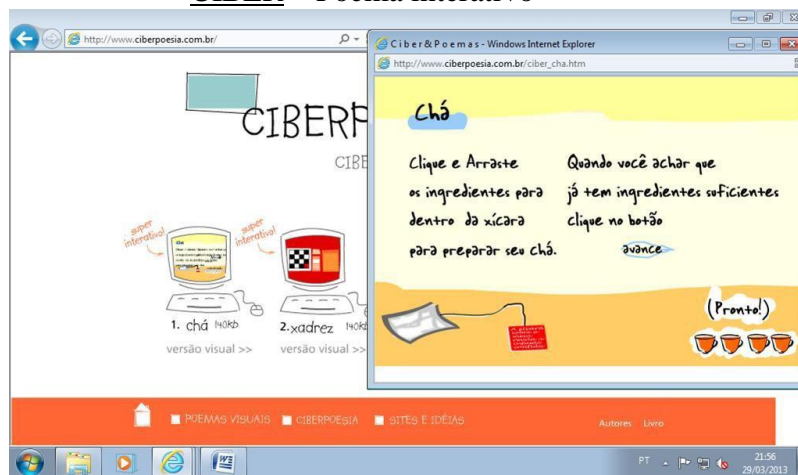 CIBER – Poema interativo
http://www.ciberpoesia.com.br/
CIBERP
CIBE
super interativo!
super interativo!
1. chá 140kb
versão visual >>
2. xadrez 140kb
versão visual >>
POEMAS VISUAIS
CIBERPOESIA
SITES E IDÉIAS
Autores
Livro
Ciber & Poemas - Windows Internet Explorer
http://www.ciberpoesia.com.br/ciber_cha.htm
Chá
Clique e Arraste
os ingredientes para
dentro da xícara
para preparar seu chá.
Quando você achar que
já tem ingredientes suficientes
clique no botão
avance
(Pronto!)
PT
21:56
29/03/2013